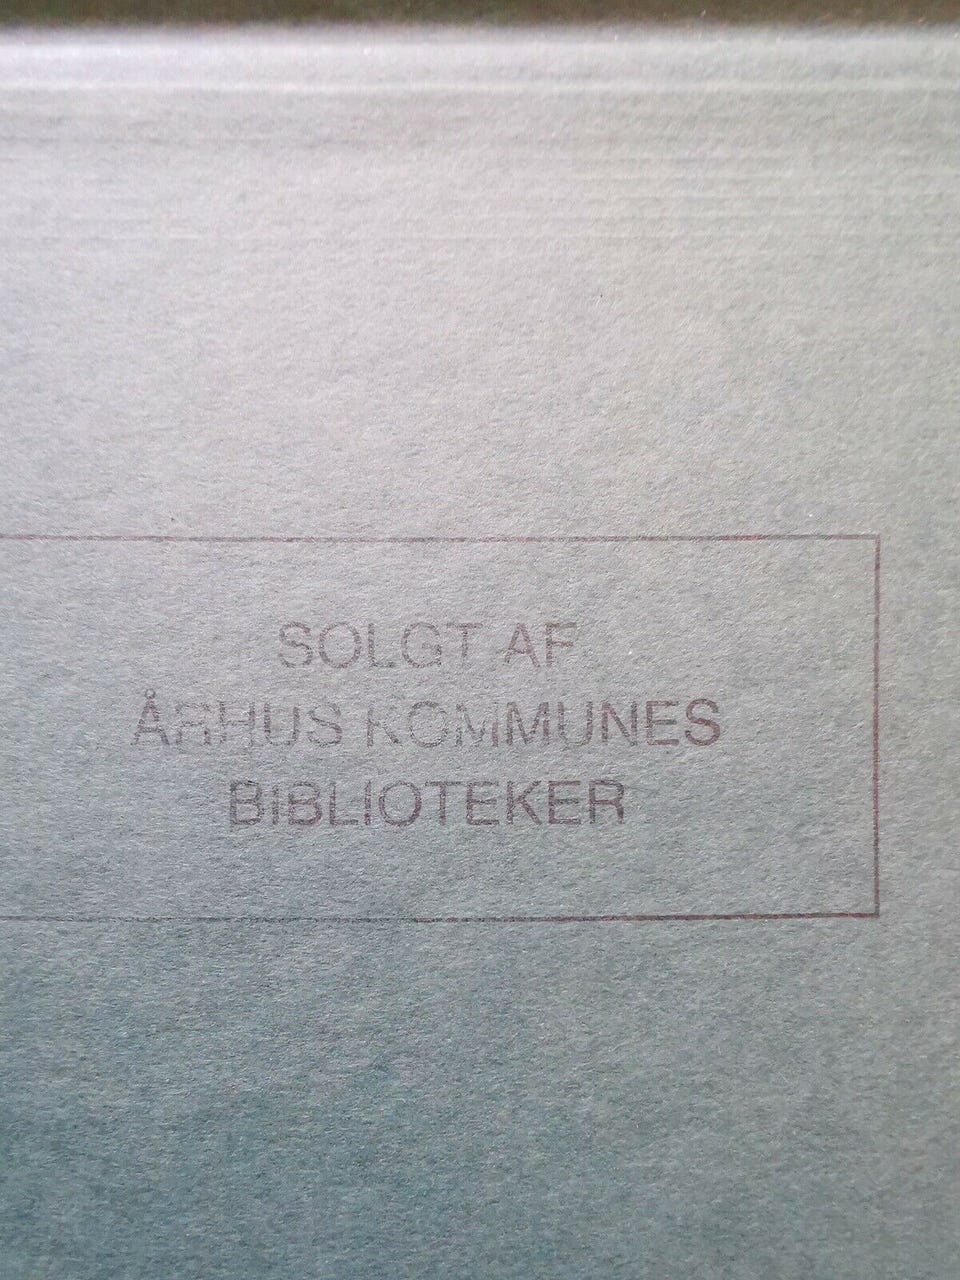 SOLGT AF
ÅRHUS KOMMUNES
BIBLIOTEKER